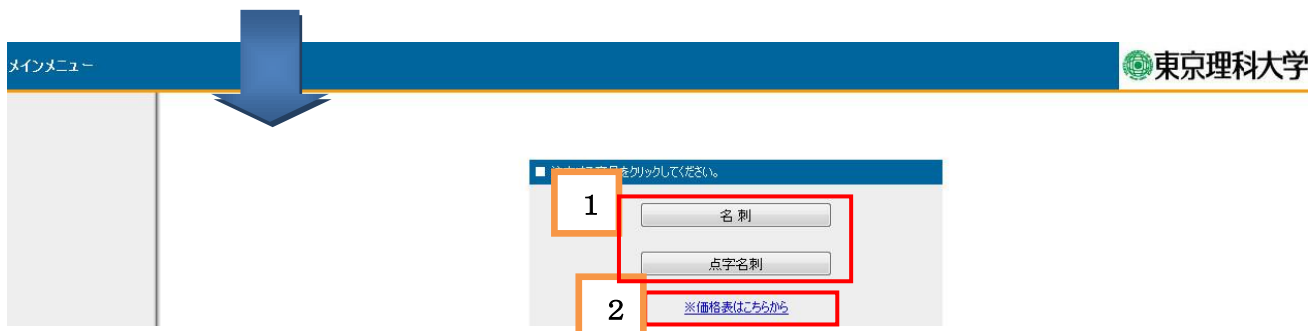 メインメニュー
東京理科大学
をクリックしてください。
1
名 刺
点字名刺
2
※価格表はこちらから